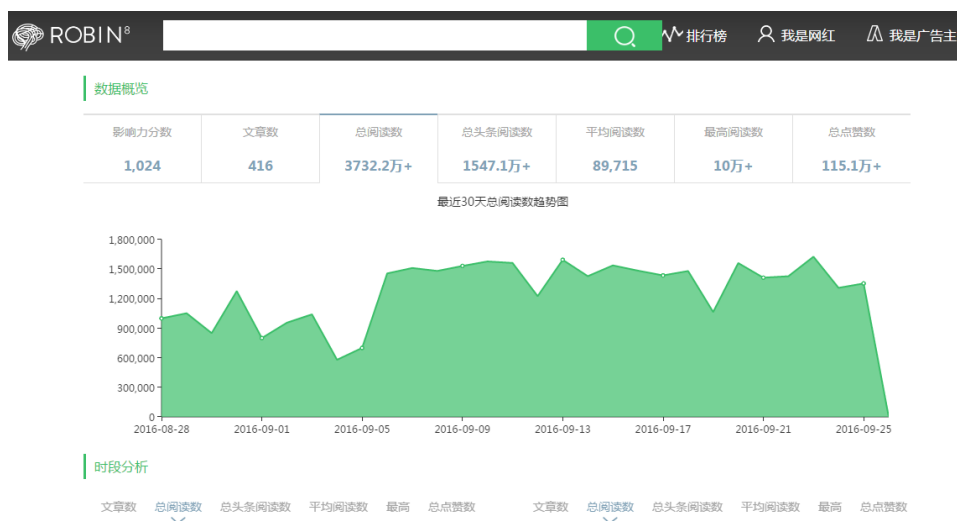 ROBIN8 排行榜 我是网红 我是广告主
数据概览
影响力分数 文章数 总阅读数 总头条阅读数 平均阅读数 最高阅读数 总点赞数
1,024 416 3732.2万+ 1547.1万+ 89,715 10万+ 115.1万+
最近30天总阅读数趋势图
1,800,000
1,500,000
1,200,000
900,000
600,000
300,000
0
2016-08-28 2016-09-01 2016-09-05 2016-09-09 2016-09-13 2016-09-17 2016-09-21 2016-09-25
时段分析
文章数 总阅读数 总头条阅读数 平均阅读数 最高 总点赞数 文章数 总阅读数 总头条阅读数 平均阅读数 最高 总点赞数